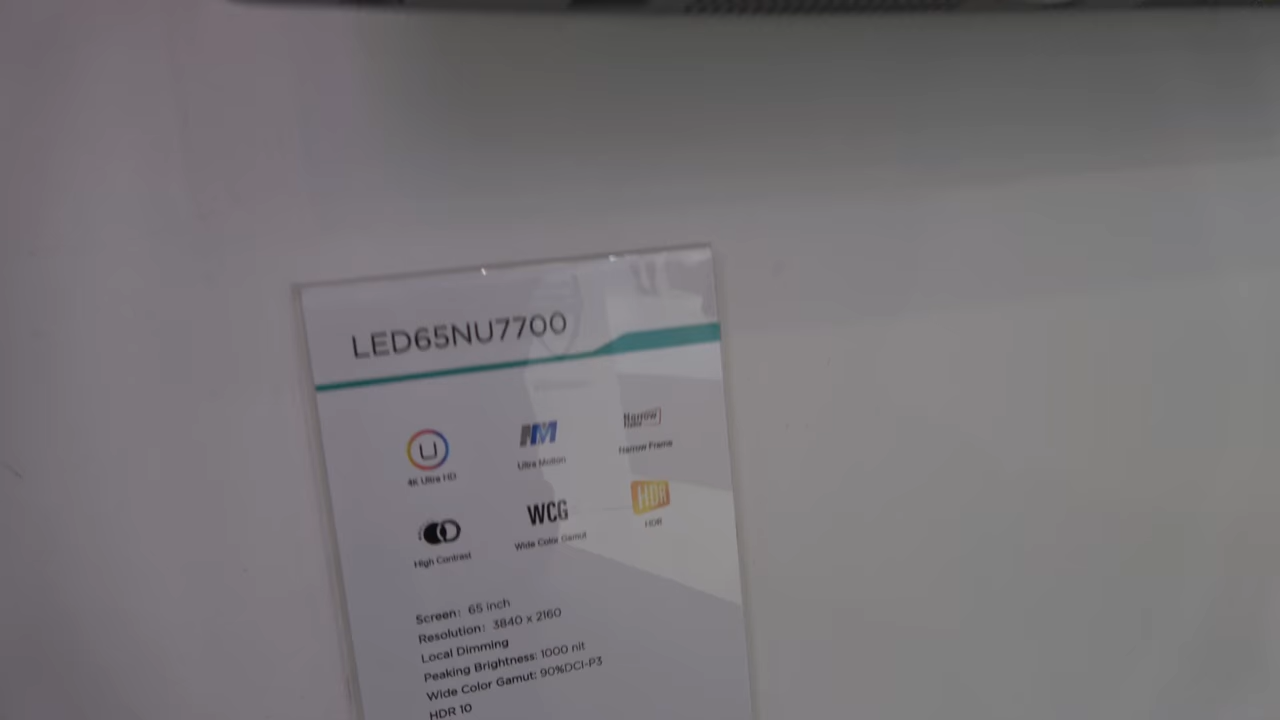 LED65NU7700
4K Ultra HD
Ultra Motion
Narrow
Narrow Frame
High Contrast
WCG
Wide Color Gamut
HDR
HDR
Screen: 65 inch
Resolution: 3840 x 2160
Local Dimming
Peaking Brightness: 1000 nit
Wide Color Gamut: 90%DCI-P3
HDR 10